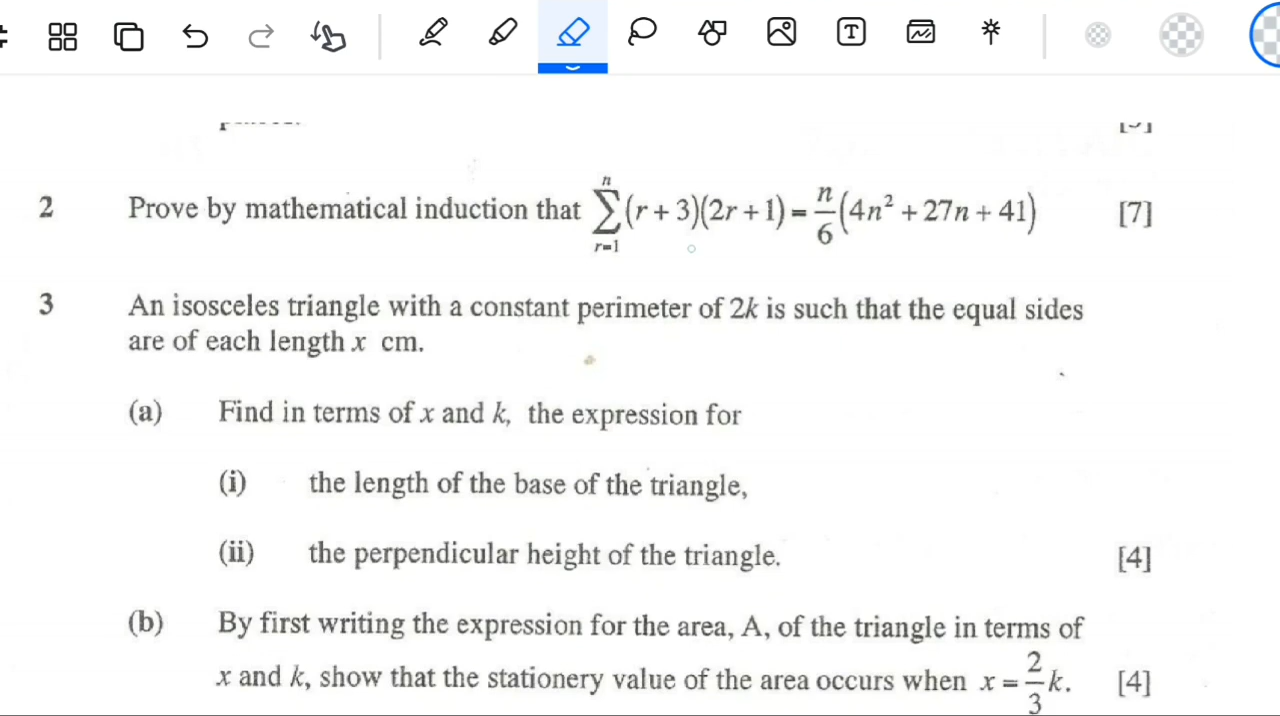 2 Prove by mathematical induction that $\sum_{r=1}^{n}(r+3)(2r+1)=\frac{n}{6}(4n^2+27n+41)$ [7]
3 An isosceles triangle with a constant perimeter of 2k is such that the equal sides
are of each length x cm.
(a) Find in terms of x and k, the expression for
(i) the length of the base of the triangle,
(ii) the perpendicular height of the triangle. [4]
(b) By first writing the expression for the area, A, of the triangle in terms of
x and k, show that the stationery value of the area occurs when $x=\frac{2}{3}k$. [4]